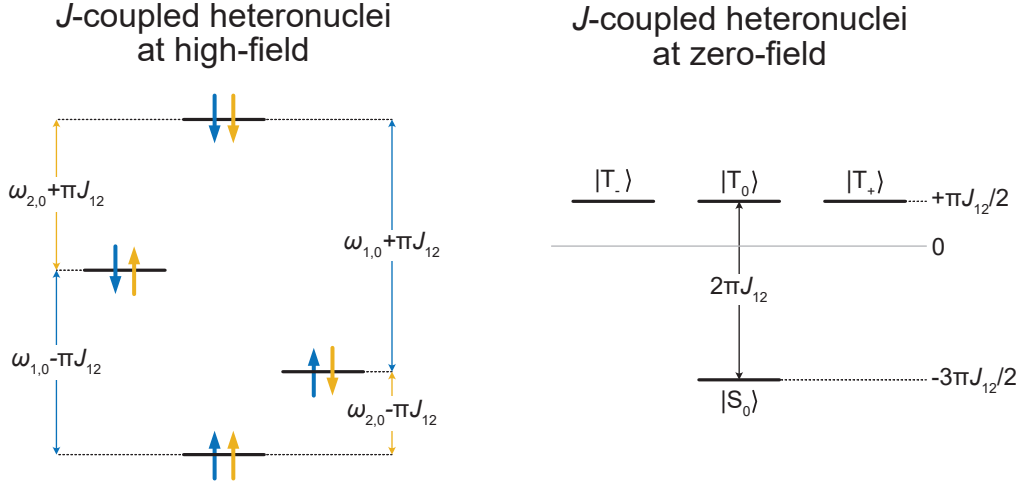 J-coupled heteronuclei
at high-field
ω2,0+πJ12
ω1,0+πJ12
ω1,0-πJ12
ω2,0-πJ12
J-coupled heteronuclei
at zero-field
|T-⟩
|T0⟩
|T+⟩
+πJ12/2
0
2πJ12
-3πJ12/2
|S0⟩